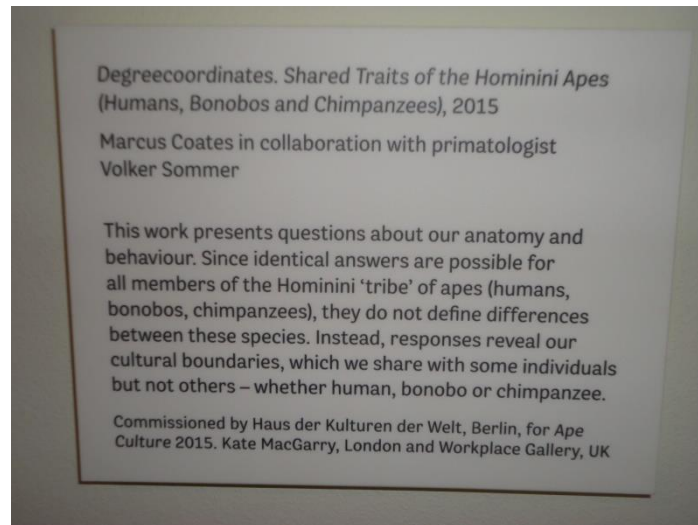 Degreecoordinates. Shared Traits of the Hominini Apes
(Humans, Bonobos and Chimpanzees), 2015
Marcus Coates in collaboration with primatologist
Volker Sommer
This work presents questions about our anatomy and
behaviour. Since identical answers are possible for
all members of the Hominini ‘tribe’ of apes (humans,
bonobos, chimpanzees), they do not define differences
between these species. Instead, responses reveal our
cultural boundaries, which we share with some individuals
but not others – whether human, bonobo or chimpanzee.
Commissioned by Haus der Kulturen der Welt, Berlin, for Ape
Culture 2015. Kate MacGarry, London and Workplace Gallery, UK